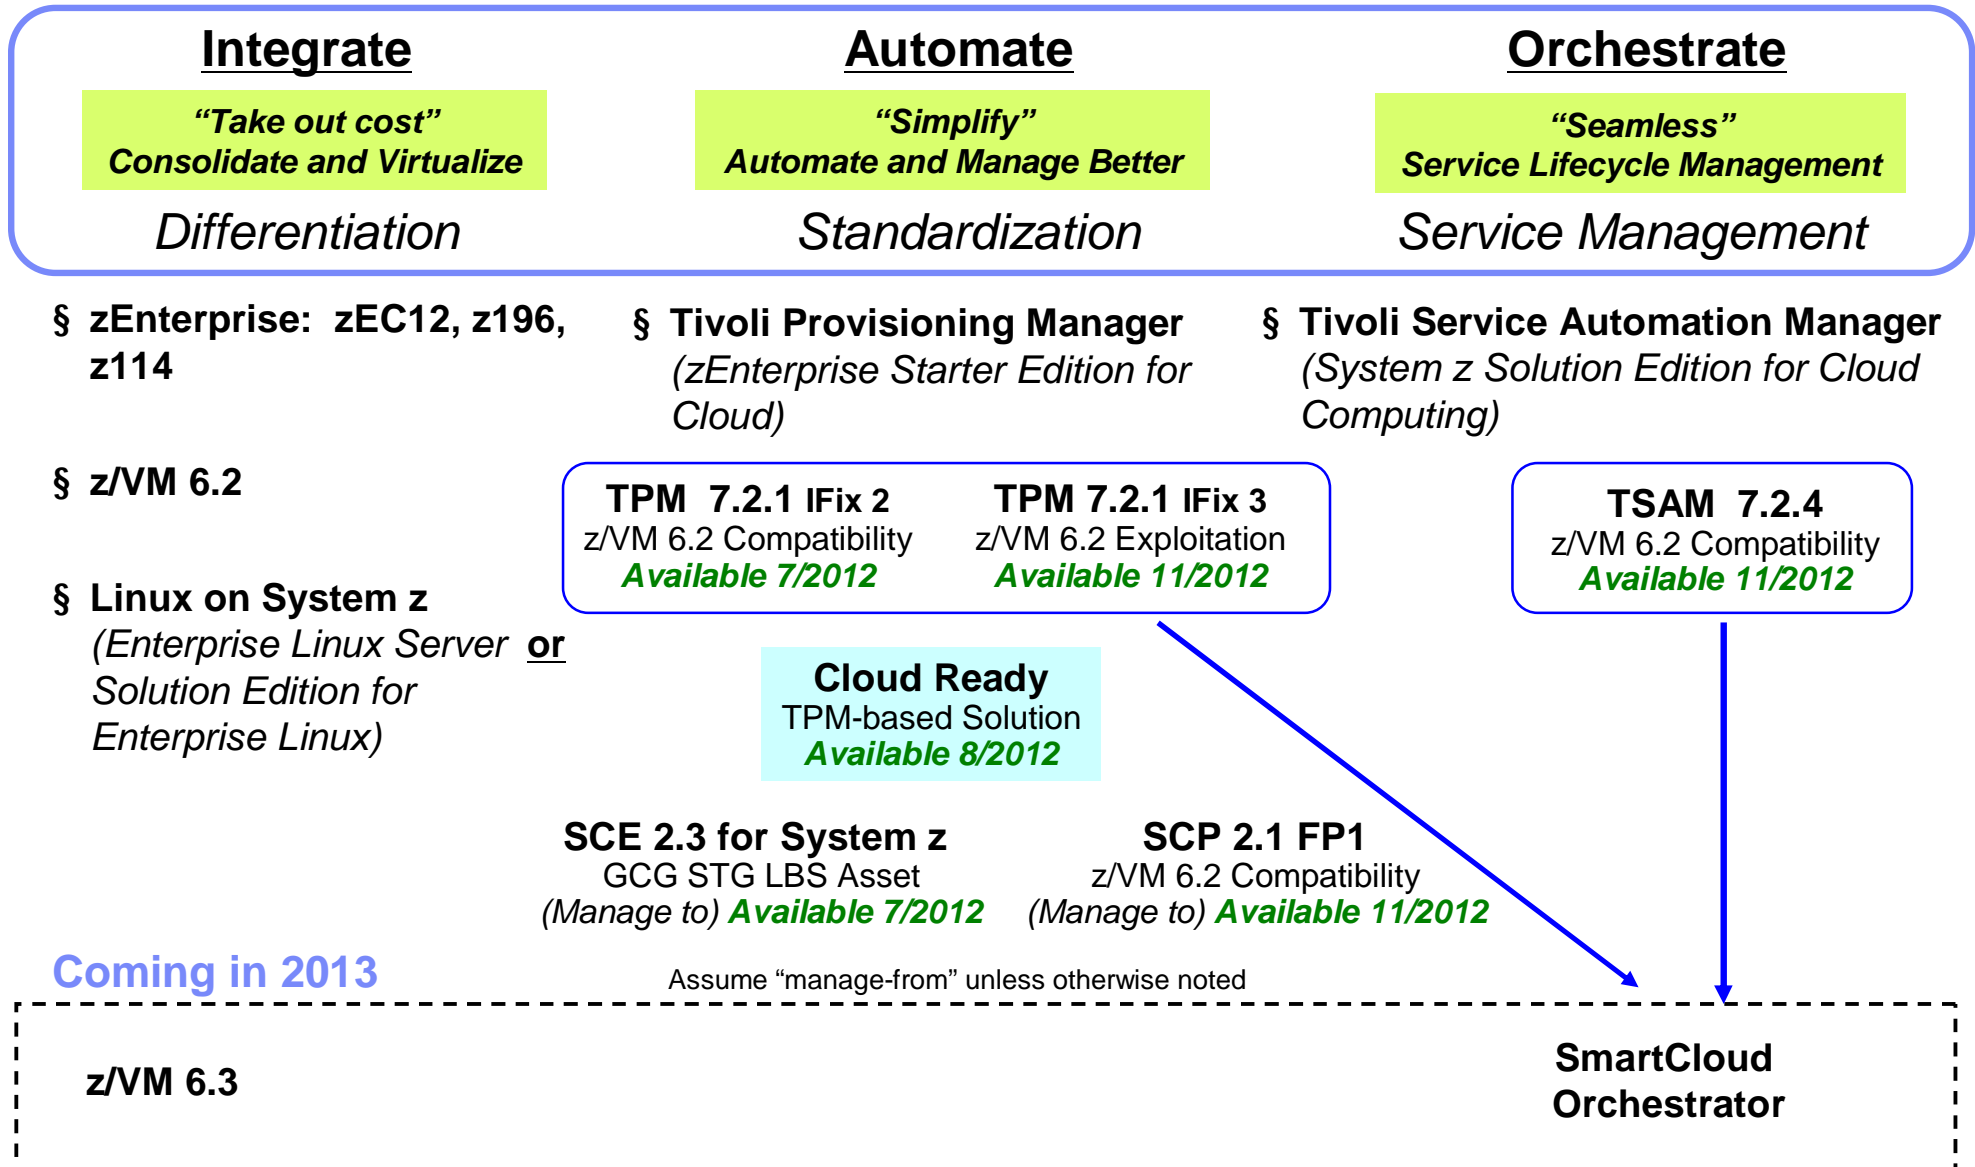 Integrate
“Take out cost”
Consolidate and Virtualize
Differentiation
Automate
“Simplify”
Automate and Manage Better
Standardization
Orchestrate
“Seamless”
Service Lifecycle Management
Service Management
§ zEnterprise: zEC12, z196,
z114
§ z/VM 6.2
§ Linux on System z
(Enterprise Linux Server or
Solution Edition for
Enterprise Linux)
§ Tivoli Provisioning Manager
(zEnterprise Starter Edition for
Cloud)
§ Tivoli Service Automation Manager
(System z Solution Edition for Cloud
Computing)
TPM 7.2.1 IFix 2
z/VM 6.2 Compatibility
Available 7/2012
TPM 7.2.1 IFix 3
z/VM 6.2 Exploitation
Available 11/2012
TSAM 7.2.4
z/VM 6.2 Compatibility
Available 11/2012
Cloud Ready
TPM-based Solution
Available 8/2012
SCE 2.3 for System z
GCG STG LBS Asset
(Manage to) Available 7/2012
SCP 2.1 FP1
z/VM 6.2 Compatibility
(Manage to) Available 11/2012
Coming in 2013
Assume “manage-from” unless otherwise noted
z/VM 6.3
SmartCloud
Orchestrator